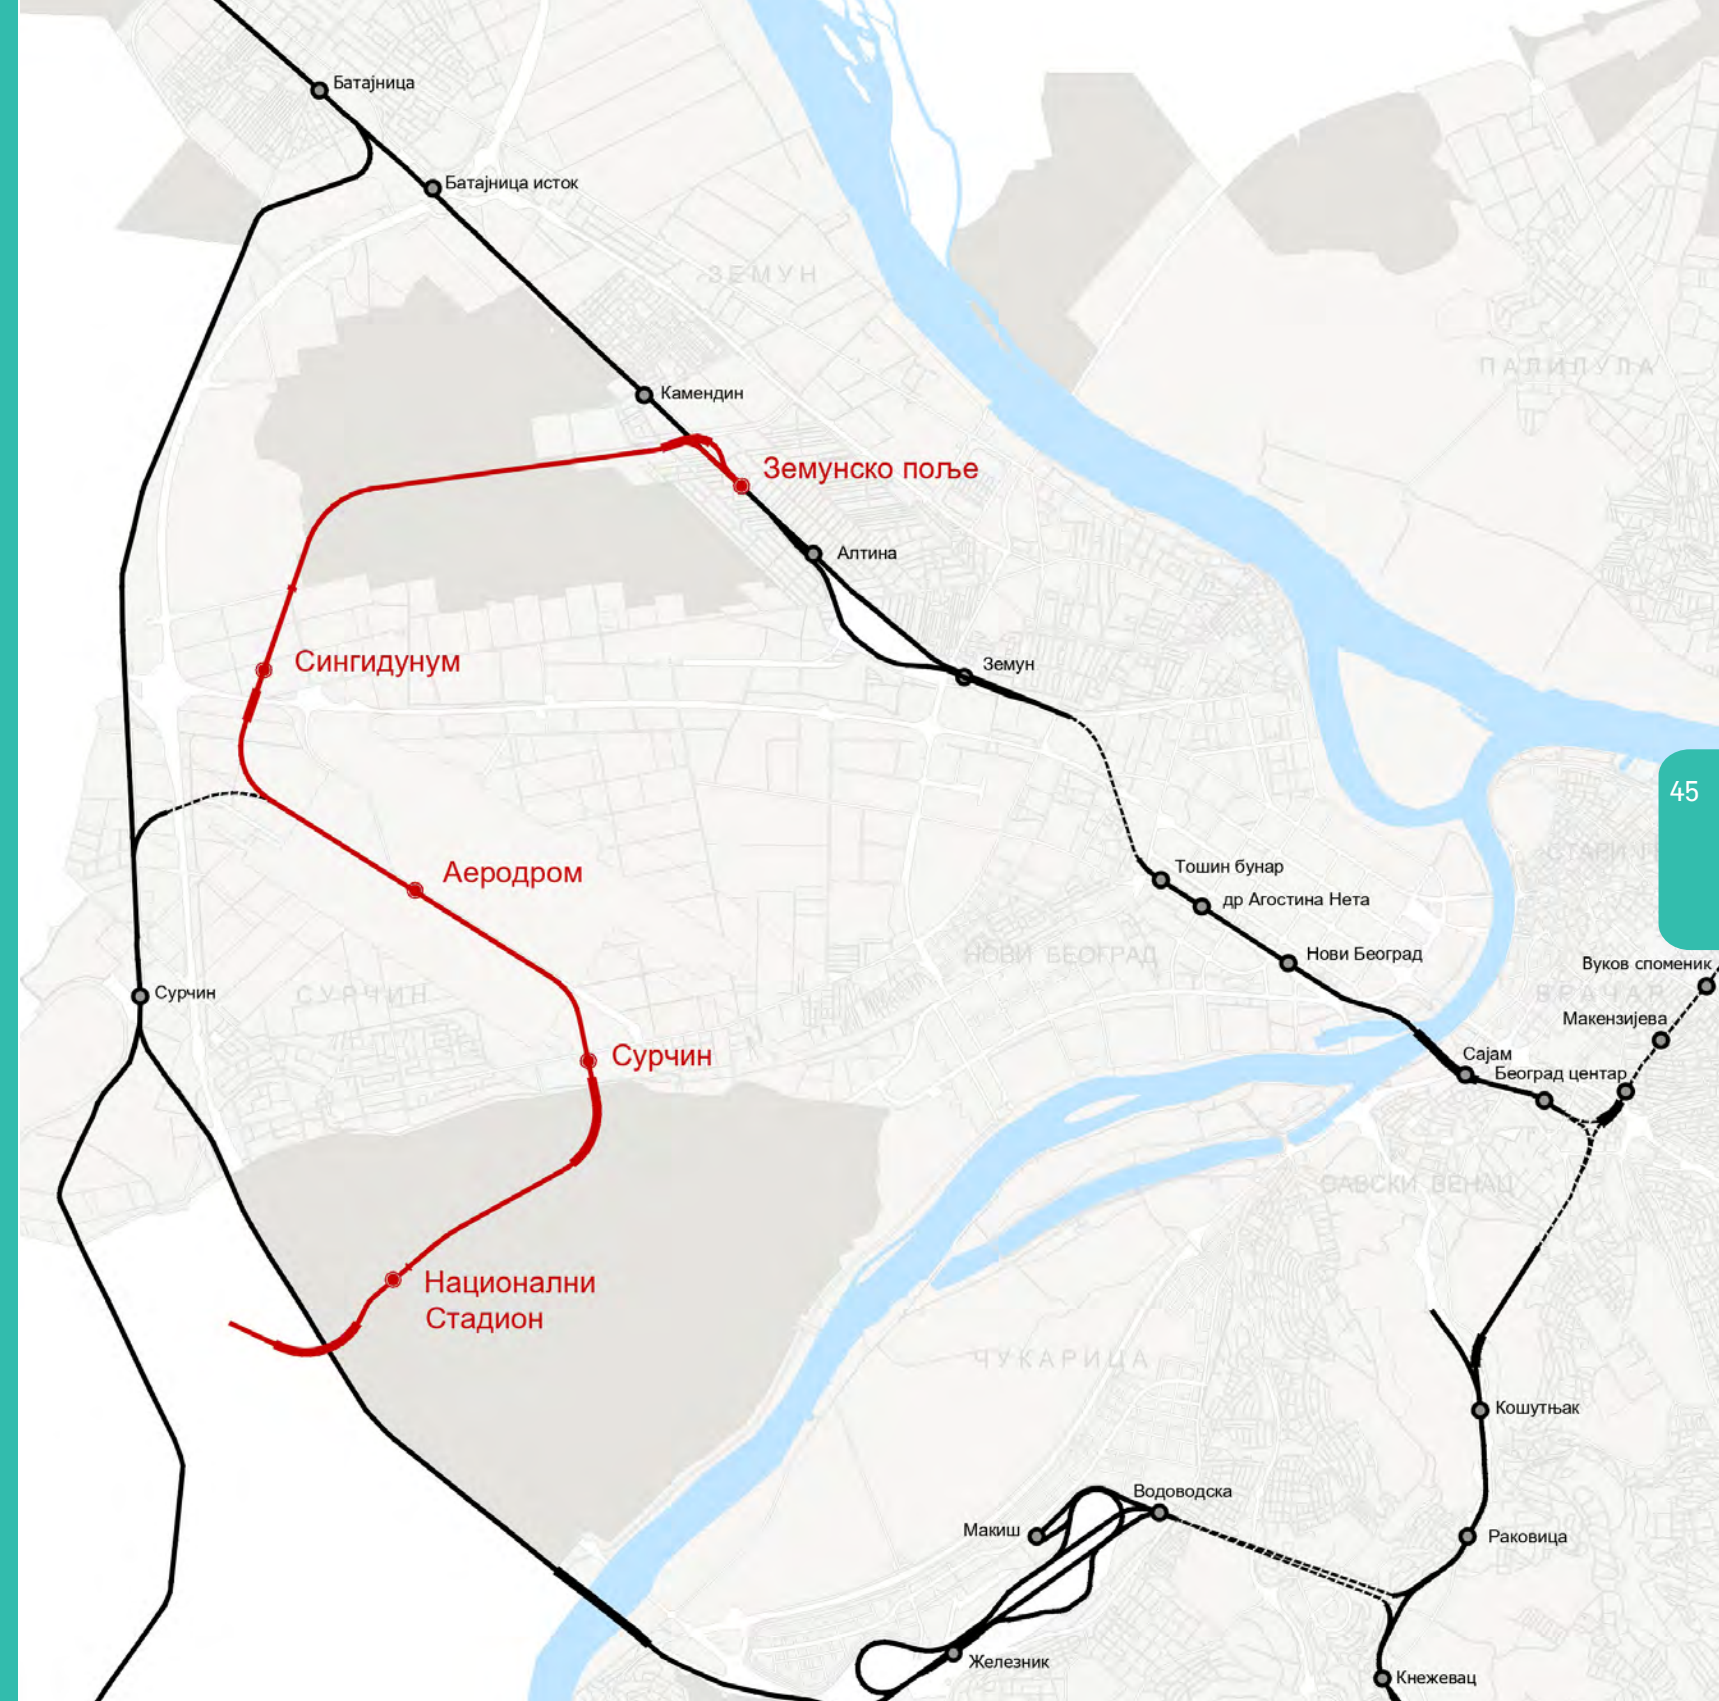 Батајница
Батајница исток
ЗЕМУН
ПАЛИЛУЛА
Камендин
Земунско поље
Алтина
Сингидунум
Земун
45
СТАРИ
Тошин бунар
Аеродром
др Агостина Нета
НОВИ БЕОГРАД
Нови Београд
Вуков споменик
СУРЧИН
Сурчин
ВРАЧАР
Макензијева
Сурчин
Сајам
Београд центар
САВСКИ ВЕНАЦ
Национални
Стадион
ЧУКАРИЦА
Кошутњак
Водоводска
Макиш
Раковица
Железник
Кнежевац